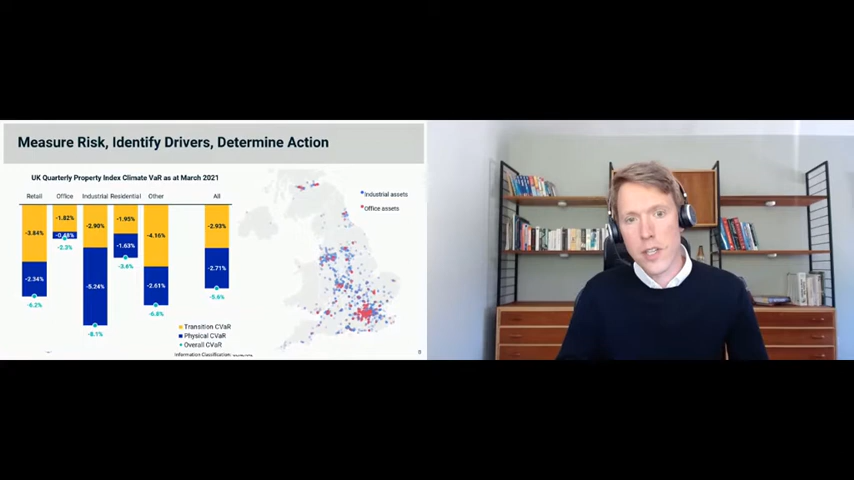 Measure Risk, Identify Drivers, Determine Action
UK Quarterly Property Index Climate VaR as at March 2021
Retail Office Industrial Residential Other All
Industrial assets
Office assets
-3.84% -1.82% -2.90% -1.95% -4.16% -2.93%
-2.3%
-2.34% -5.24% -1.63% -2.61% -2.71%
-3.6%
-6.2% -8.1% -6.8% -5.6%
Transition CVaR
Physical CVaR
Overall CVaR
Information Classification: